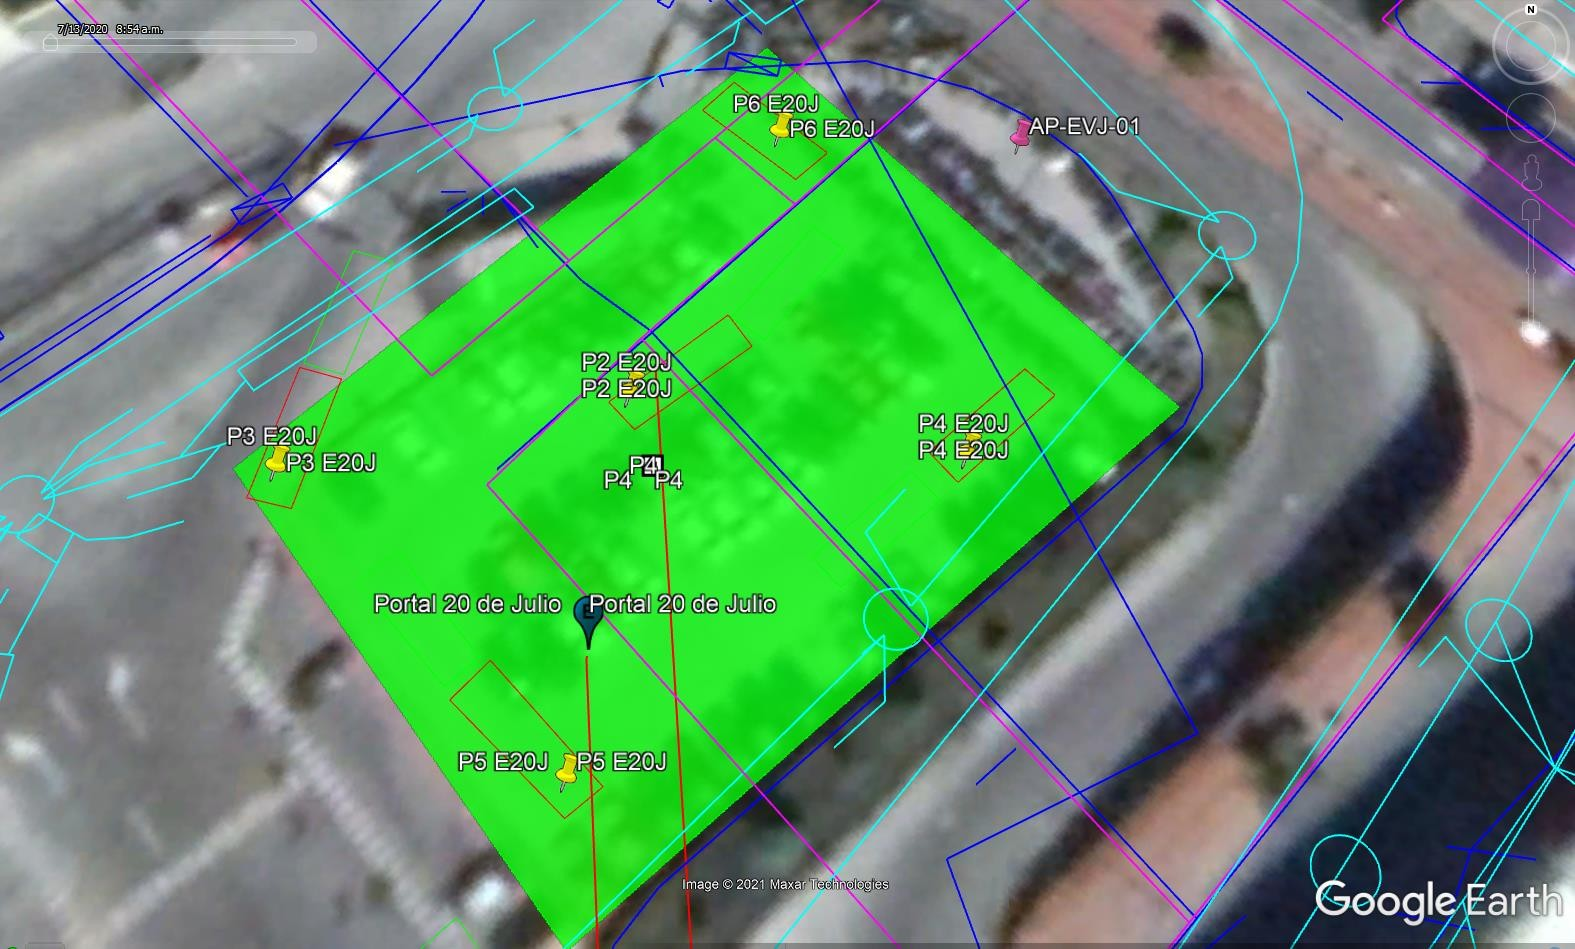 7/13/2020 8:54 a.m.
N
P6 E20J
P6 E20J
AP-EVJ-01
P2 E20J
P2 E20J
P3 E20J
P3 E20J
P4 E20J
P4 E20J
P4
P4 P4
Portal 20 de Julio Portal 20 de Julio
P5 E20J P5 E20J
Image © 2021 Maxar Technologies
Google Earth